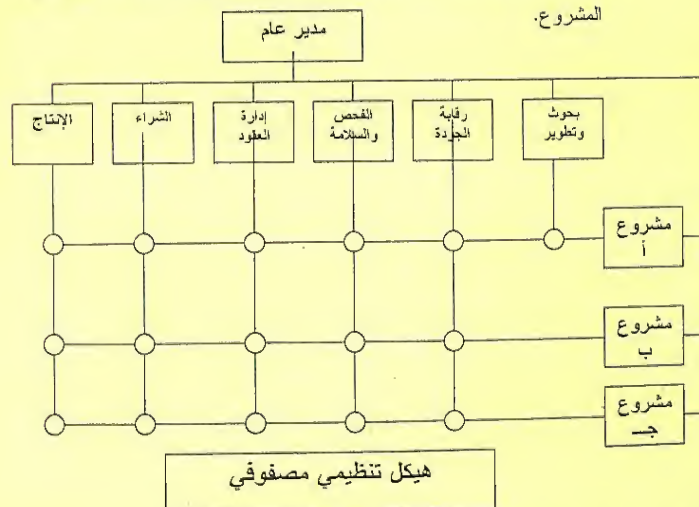 المشروع.
مدير عام
بحوث
وتطوير
رقابة
الجودة
الفحص
والسلامة
إدارة
العقود
الشراء
الإنتاج
مشروع
أ
مشروع
ب
مشروع
جـ
هيكل تنظيمي مصفوفي